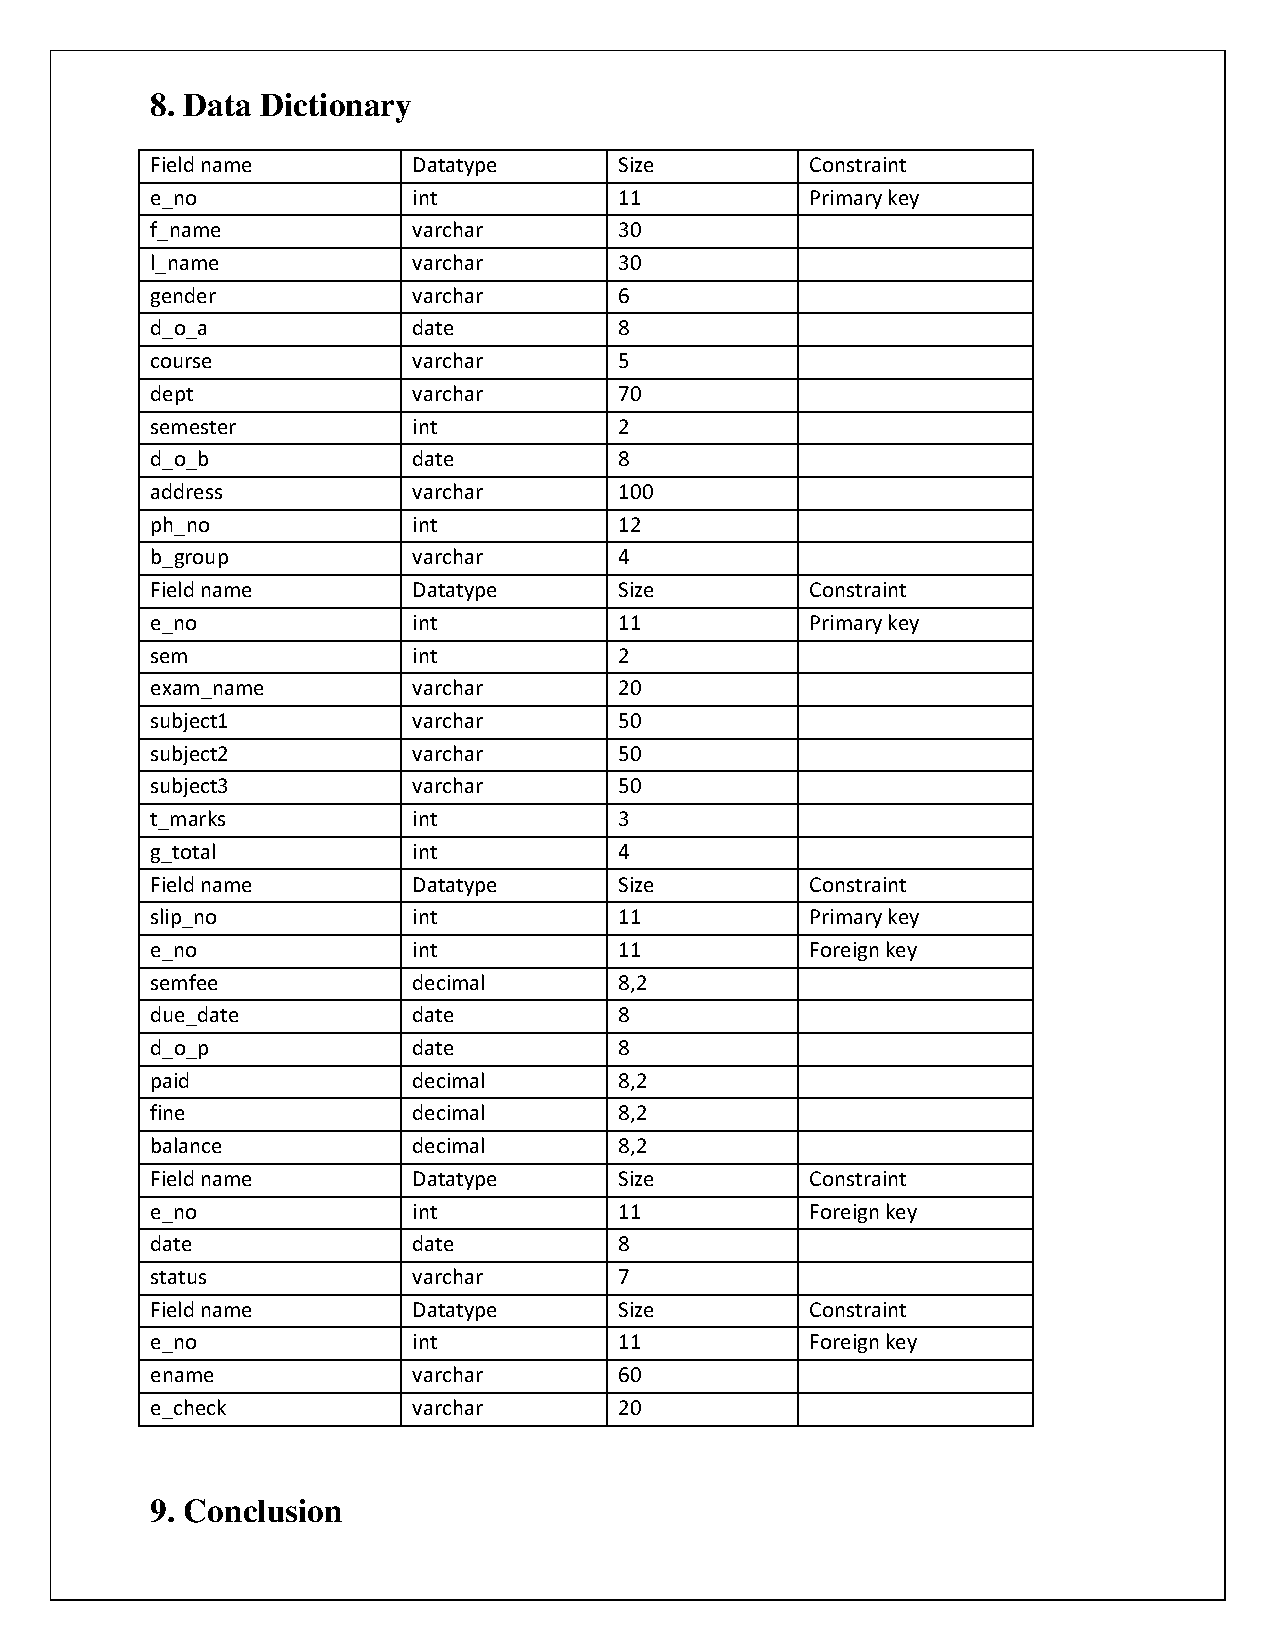 8. Data Dictionary
Field name Datatype Size Constraint
e_no int 11 Primary key
f_name varchar 30
l_name varchar 30
gender varchar 6
d_o_a date 8
course varchar 5
dept varchar 70
semester int 2
d_o_b date 8
address varchar 100
ph_no int 12
b_group varchar 4
Field name Datatype Size Constraint
e_no int 11 Primary key
sem int 2
exam_name varchar 20
subject1 varchar 50
subject2 varchar 50
subject3 varchar 50
t_marks int 3
g_total int 4
Field name Datatype Size Constraint
slip_no int 11 Primary key
e_no int 11 Foreign key
semfee decimal 8,2
due_date date 8
d_o_p date 8
paid decimal 8,2
fine decimal 8,2
balance decimal 8,2
Field name Datatype Size Constraint
e_no int 11 Foreign key
date date 8
status varchar 7
Field name Datatype Size Constraint
e_no int 11 Foreign key
ename varchar 60
e_check varchar 20
9. Conclusion